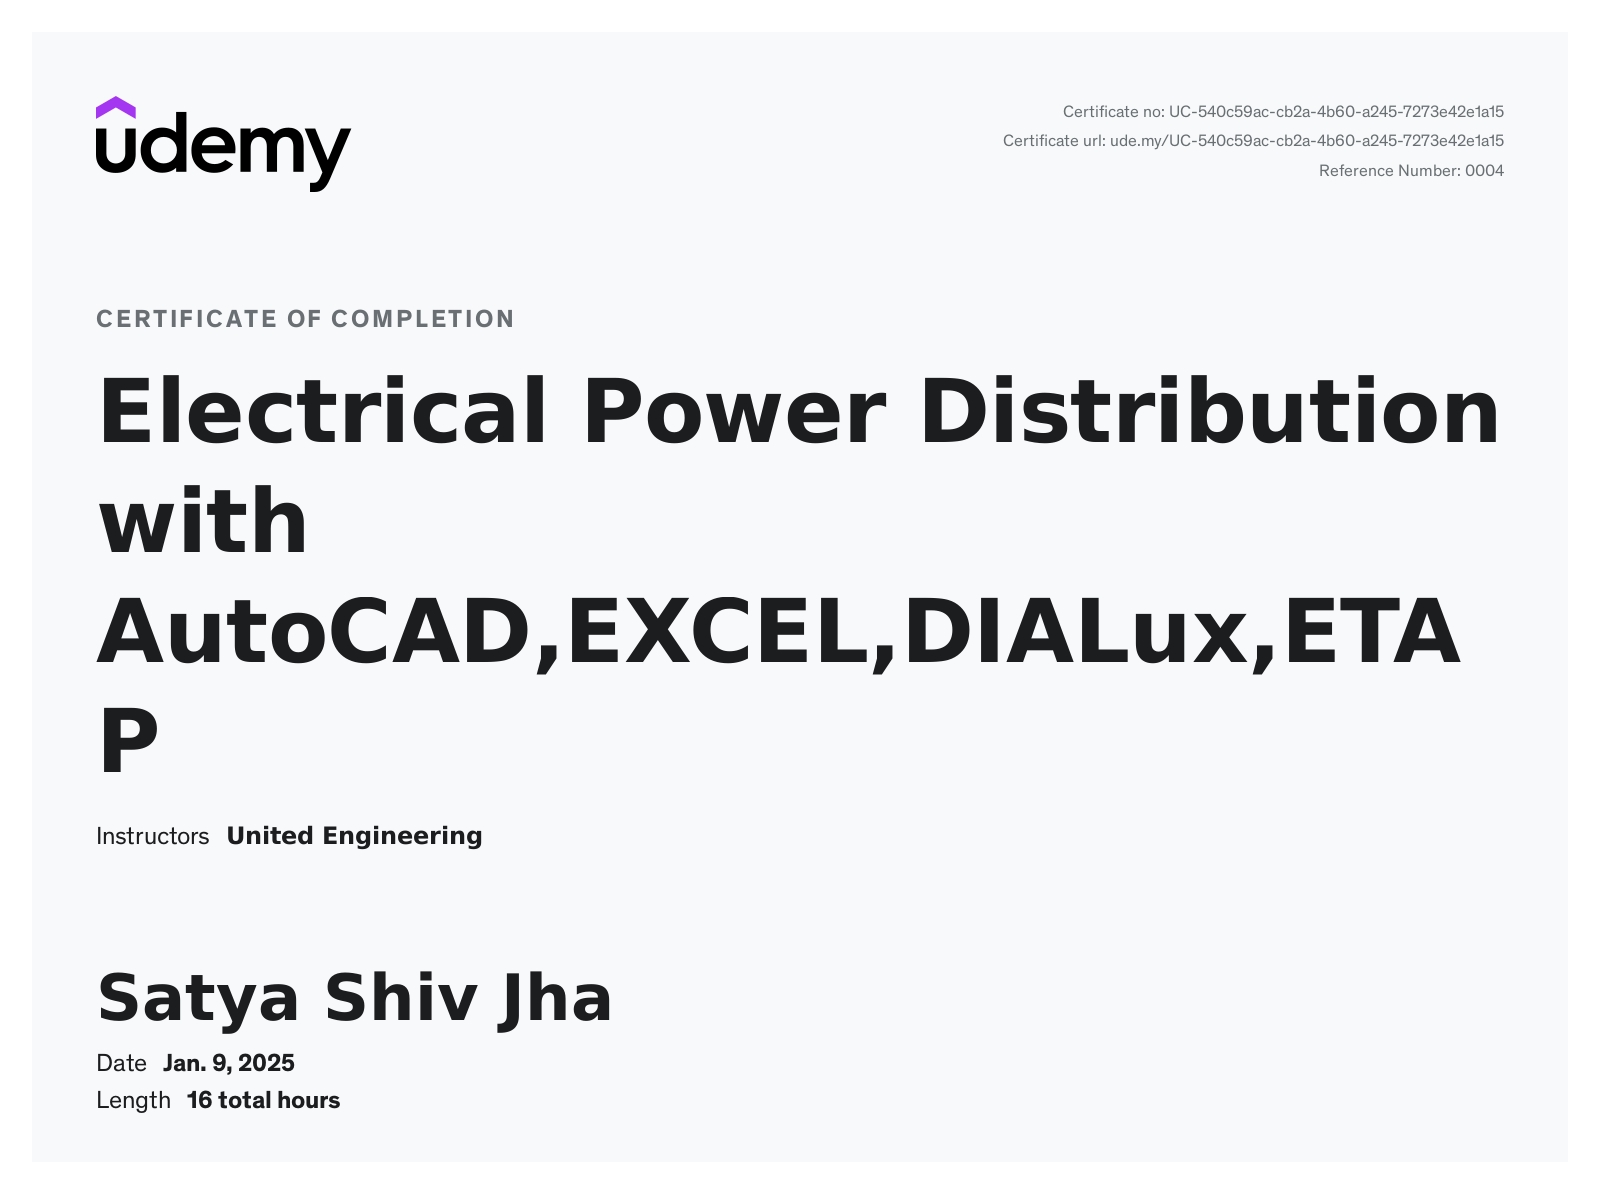 udemy
Certificate no: UC-540c59ac-cb2a-4b60-a245-7273e42e1a15
Certificate url: ude.my/UC-540c59ac-cb2a-4b60-a245-7273e42e1a15
Reference Number: 0004
CERTIFICATE OF COMPLETION
Electrical Power Distribution
with
AutoCAD,EXCEL,DIALux,ETA
P
Instructors United Engineering
Satya Shiv Jha
Date Jan. 9, 2025
Length 16 total hours